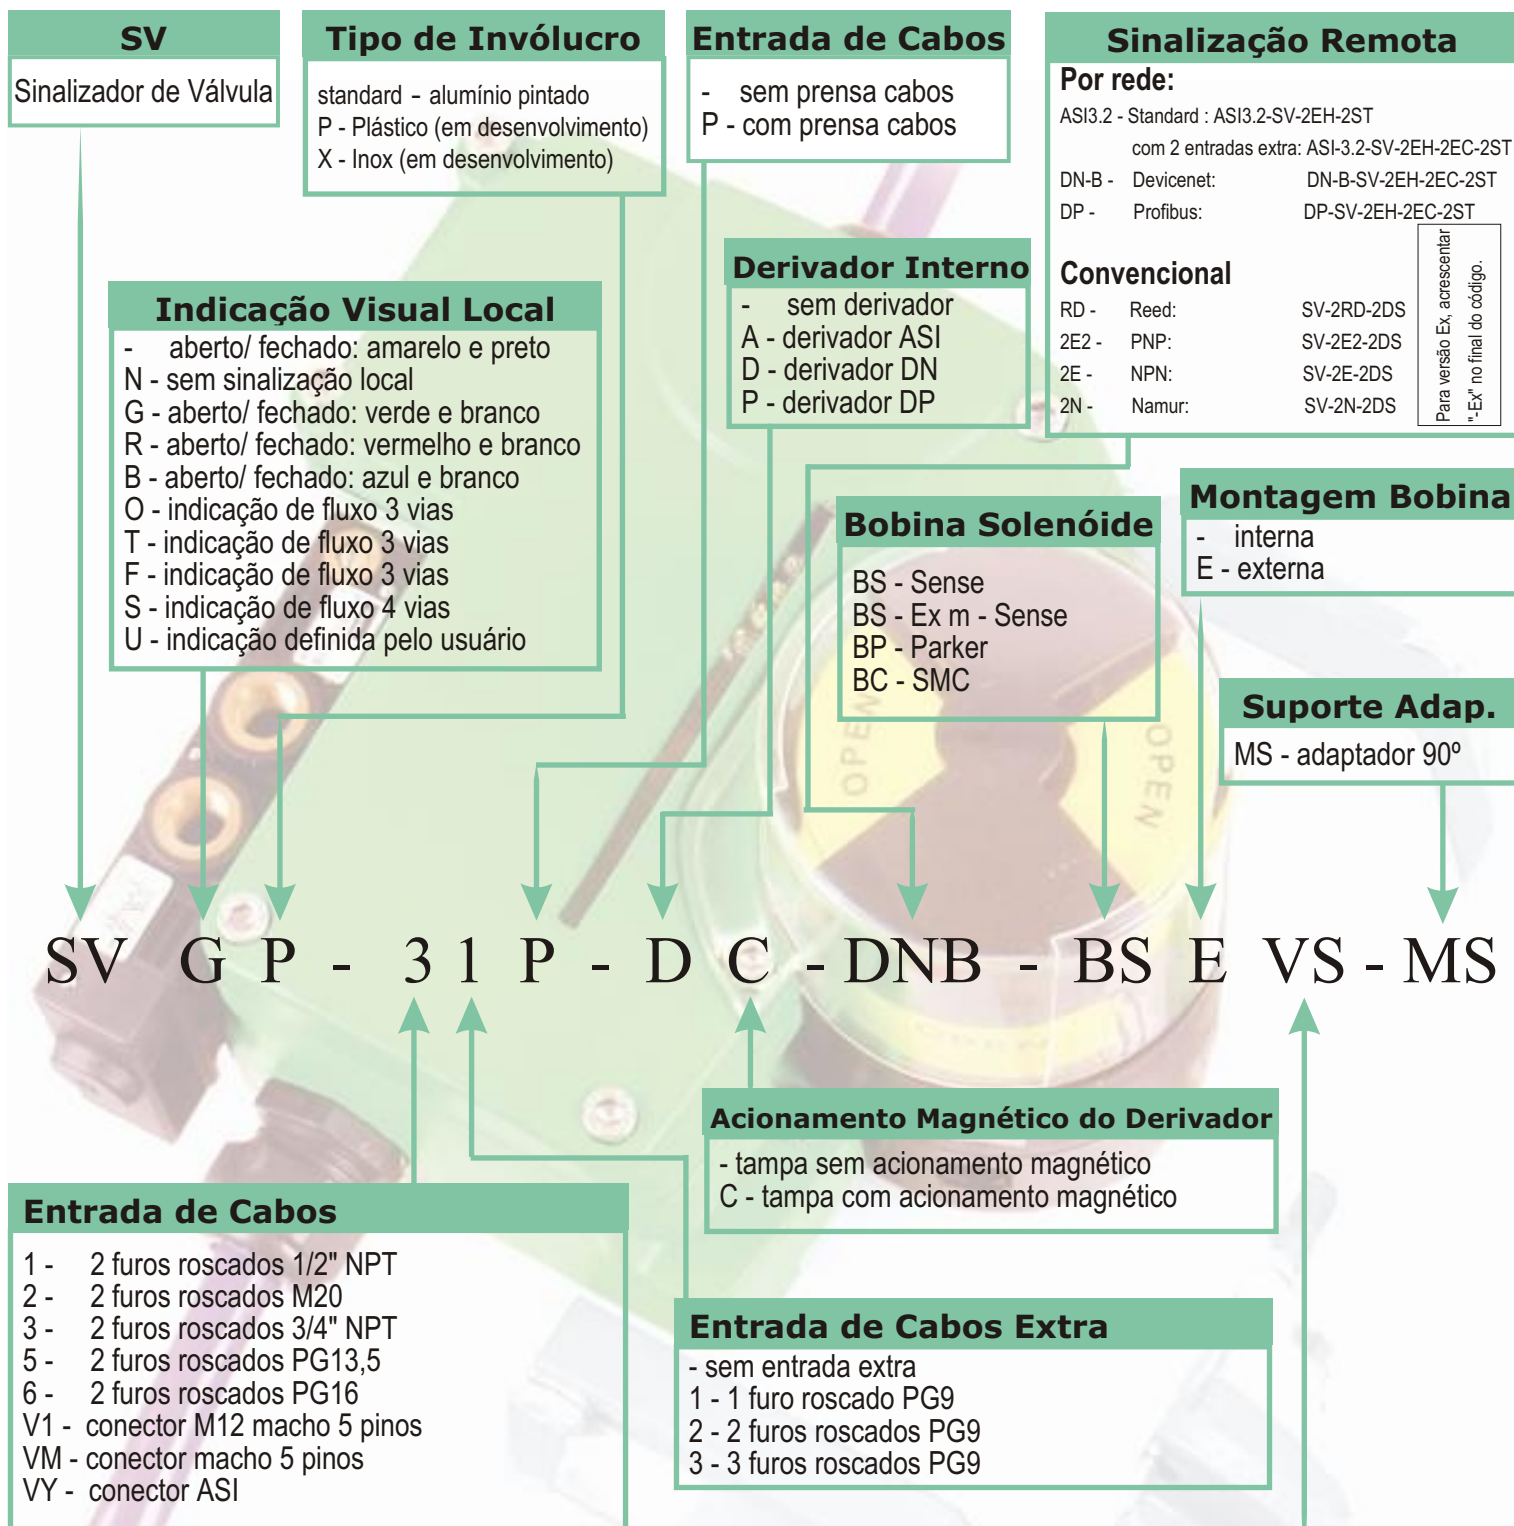 SV
Sinalizador de Válvula
Tipo de Invólucro
standard - alumínio pintado
P - Plástico (em desenvolvimento)
X - Inox (em desenvolvimento)
Entrada de Cabos
- sem prensa cabos
P - com prensa cabos
Sinalização Remota
Por rede:
ASI3.2 - Standard : ASI3.2-SV-2EH-2ST
com 2 entradas extra: ASI-3.2-SV-2EH-2EC-2ST
DN-B - Devicenet: DN-B-SV-2EH-2EC-2ST
DP - Profibus: DP-SV-2EH-2EC-2ST
Convencional
RD - Reed: SV-2RD-2DS
2E2 - PNP: SV-2E2-2DS
2E - NPN: SV-2E-2DS
2N - Namur: SV-2N-2DS
Para versão Ex, acrescentar
"-Ex" no final do código.
Derivador Interno
- sem derivador
A - derivador ASI
D - derivador DN
P - derivador DP
Indicação Visual Local
- aberto/ fechado: amarelo e preto
N - sem sinalização local
G - aberto/ fechado: verde e branco
R - aberto/ fechado: vermelho e branco
B - aberto/ fechado: azul e branco
O - indicação de fluxo 3 vias
T - indicação de fluxo 3 vias
F - indicação de fluxo 3 vias
S - indicação de fluxo 4 vias
U - indicação definida pelo usuário
Bobina Solenóide
BS - Sense
BS - Ex m - Sense
BP - Parker
BC - SMC
Montagem Bobina
- interna
E - externa
Suporte Adap.
MS - adaptador 90º
OPEN
OPEN
SV G P - 3 1 P - D C - DNB - BS E VS - MS
Acionamento Magnético do Derivador
- tampa sem acionamento magnético
C - tampa com acionamento magnético
Entrada de Cabos
1 - 2 furos roscados 1/2" NPT
2 - 2 furos roscados M20
3 - 2 furos roscados 3/4" NPT
5 - 2 furos roscados PG13,5
6 - 2 furos roscados PG16
V1 - conector M12 macho 5 pinos
VM - conector macho 5 pinos
VY - conector ASI
Entrada de Cabos Extra
- sem entrada extra
1 - 1 furo roscado PG9
2 - 2 furos roscados PG9
3 - 3 furos roscados PG9